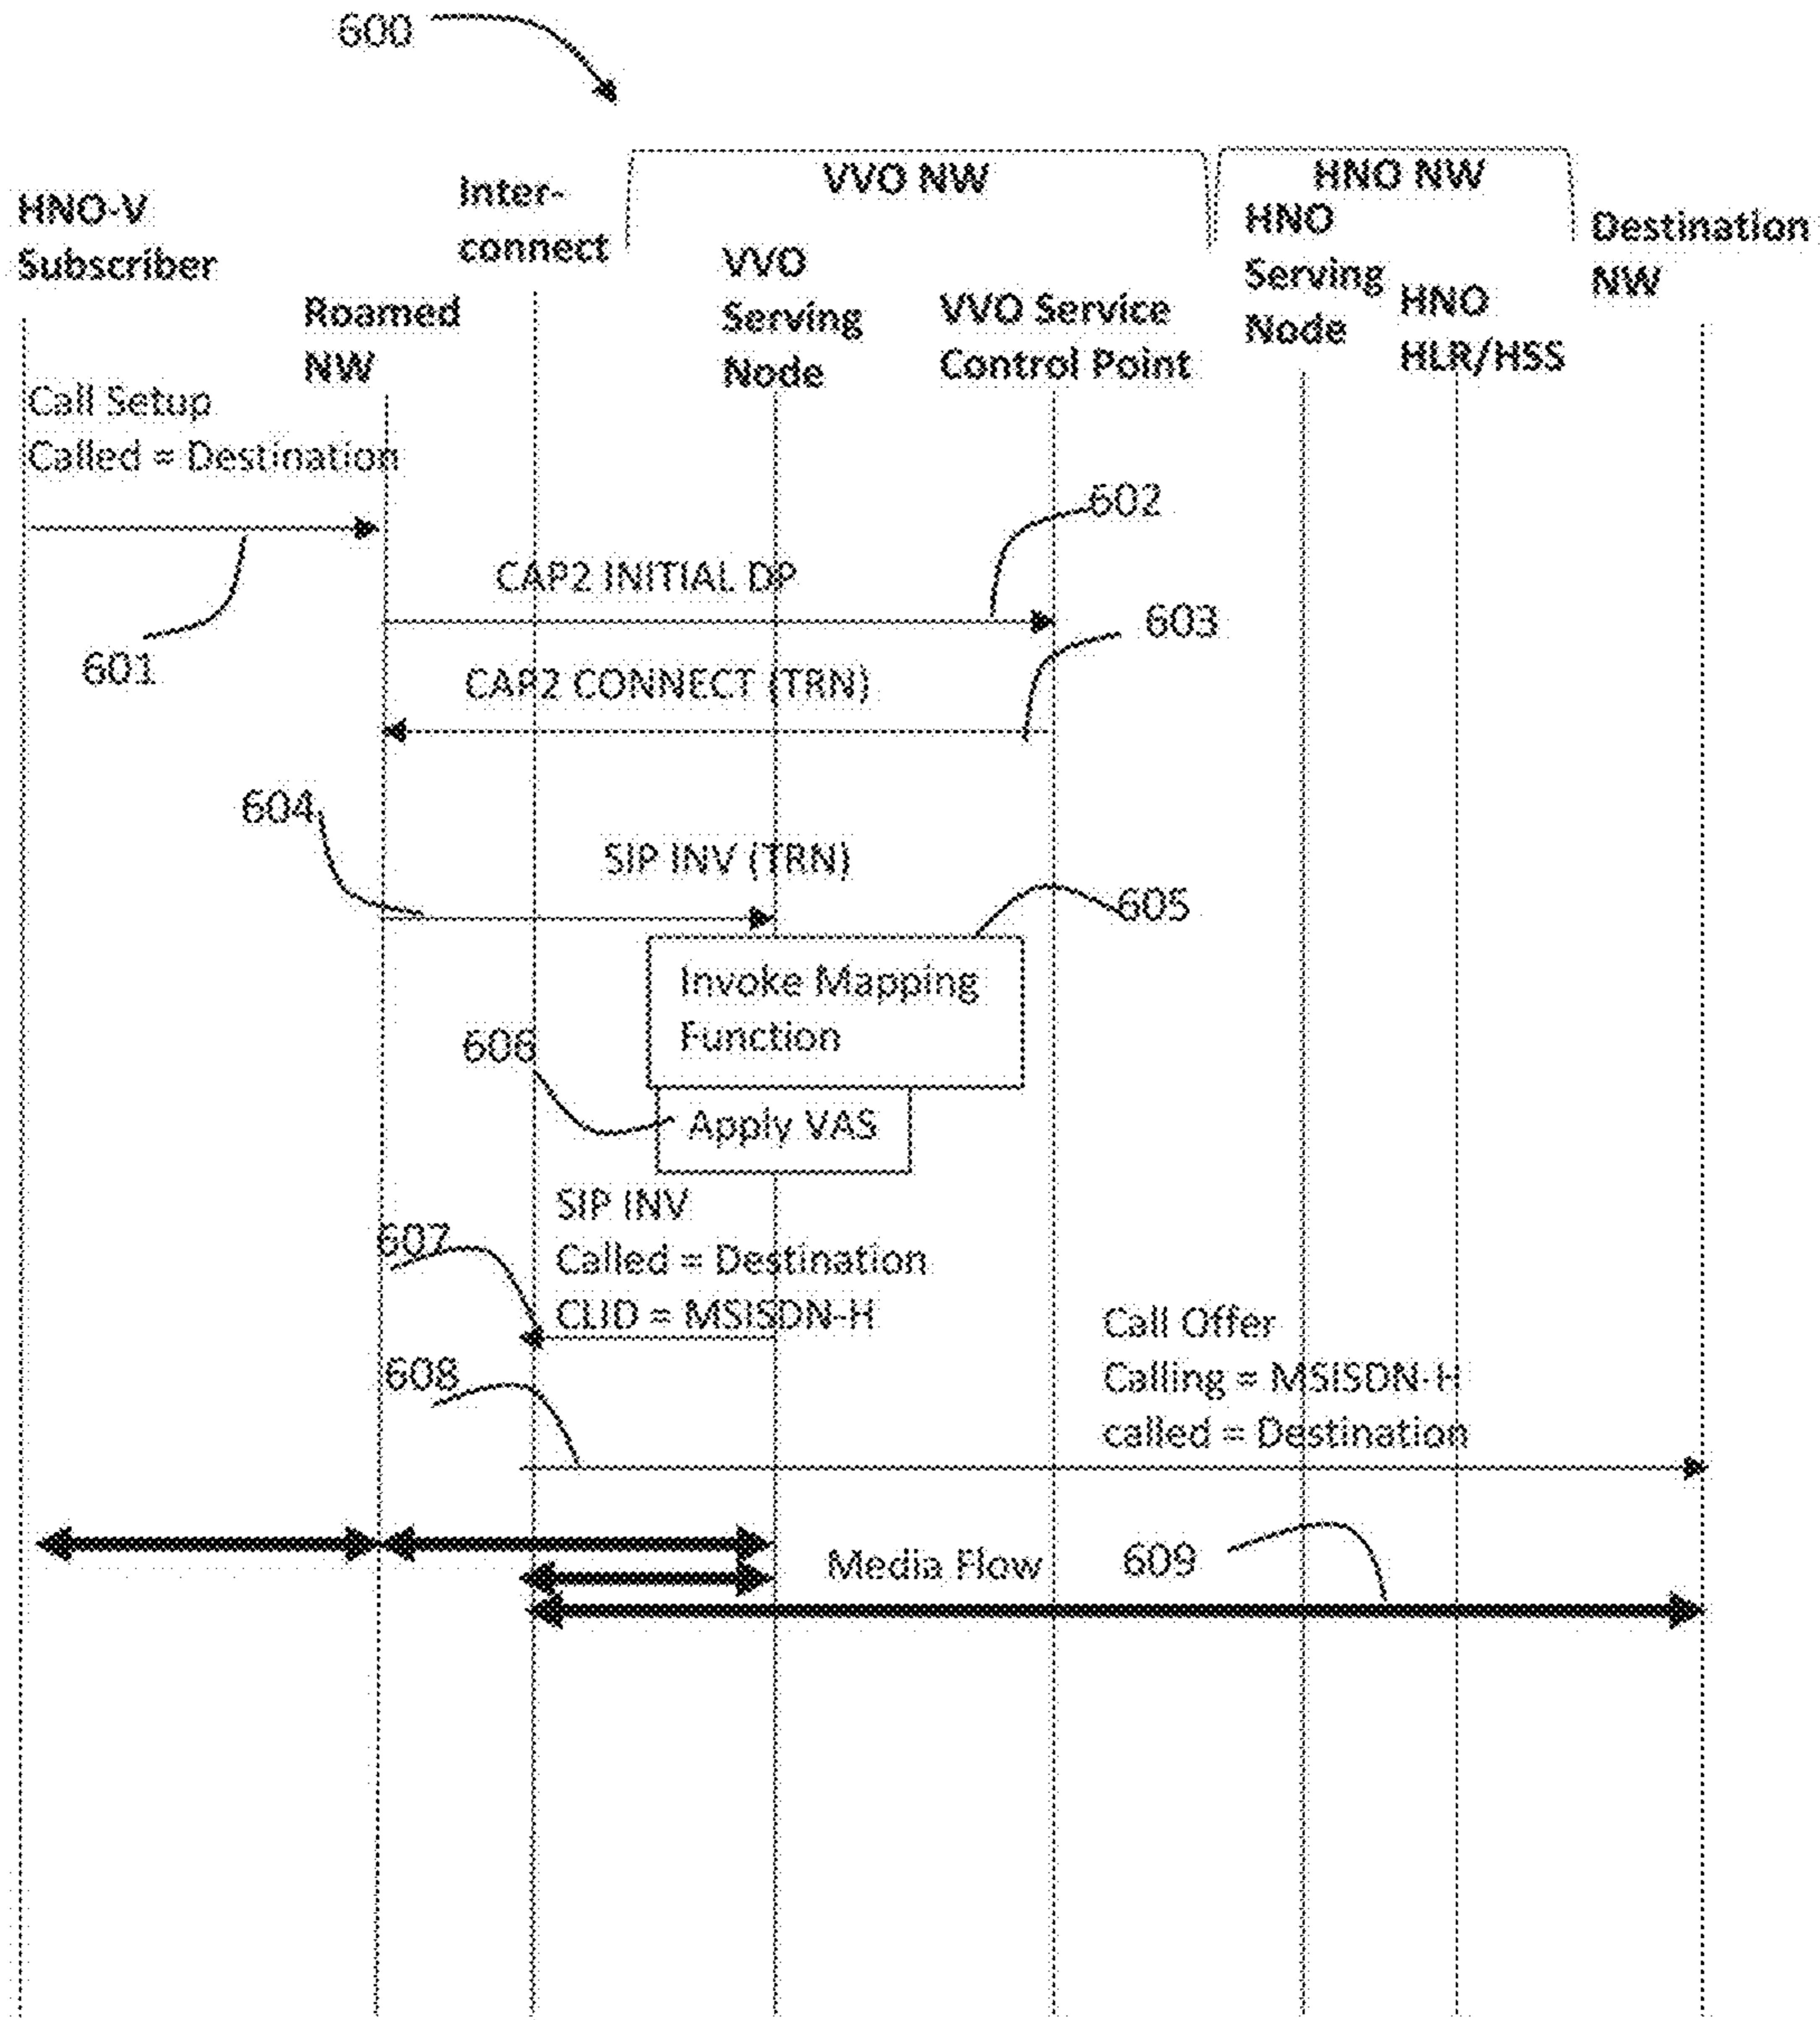 600
VVO NW
HNO NW
HNO-V
Subscriber
Inter-
connect
Roamed
NW
VVO
Serving
Node
VVO Service
Control Point
HNO
Serving
Node
HNO
HLR/HSS
Destination
NW
Call Setup
Called = Destination
601
602
CAP2 INITIAL DP
603
CAP2 CONNECT (TRN)
604
SIP INV (TRN)
605
Invoke Mapping
Function
606
Apply VAS
607
SIP INV
Called = Destination
CLID = MSISDN-H
608
Call Offer
Calling = MSISDN-H
called = Destination
Media Flow
609